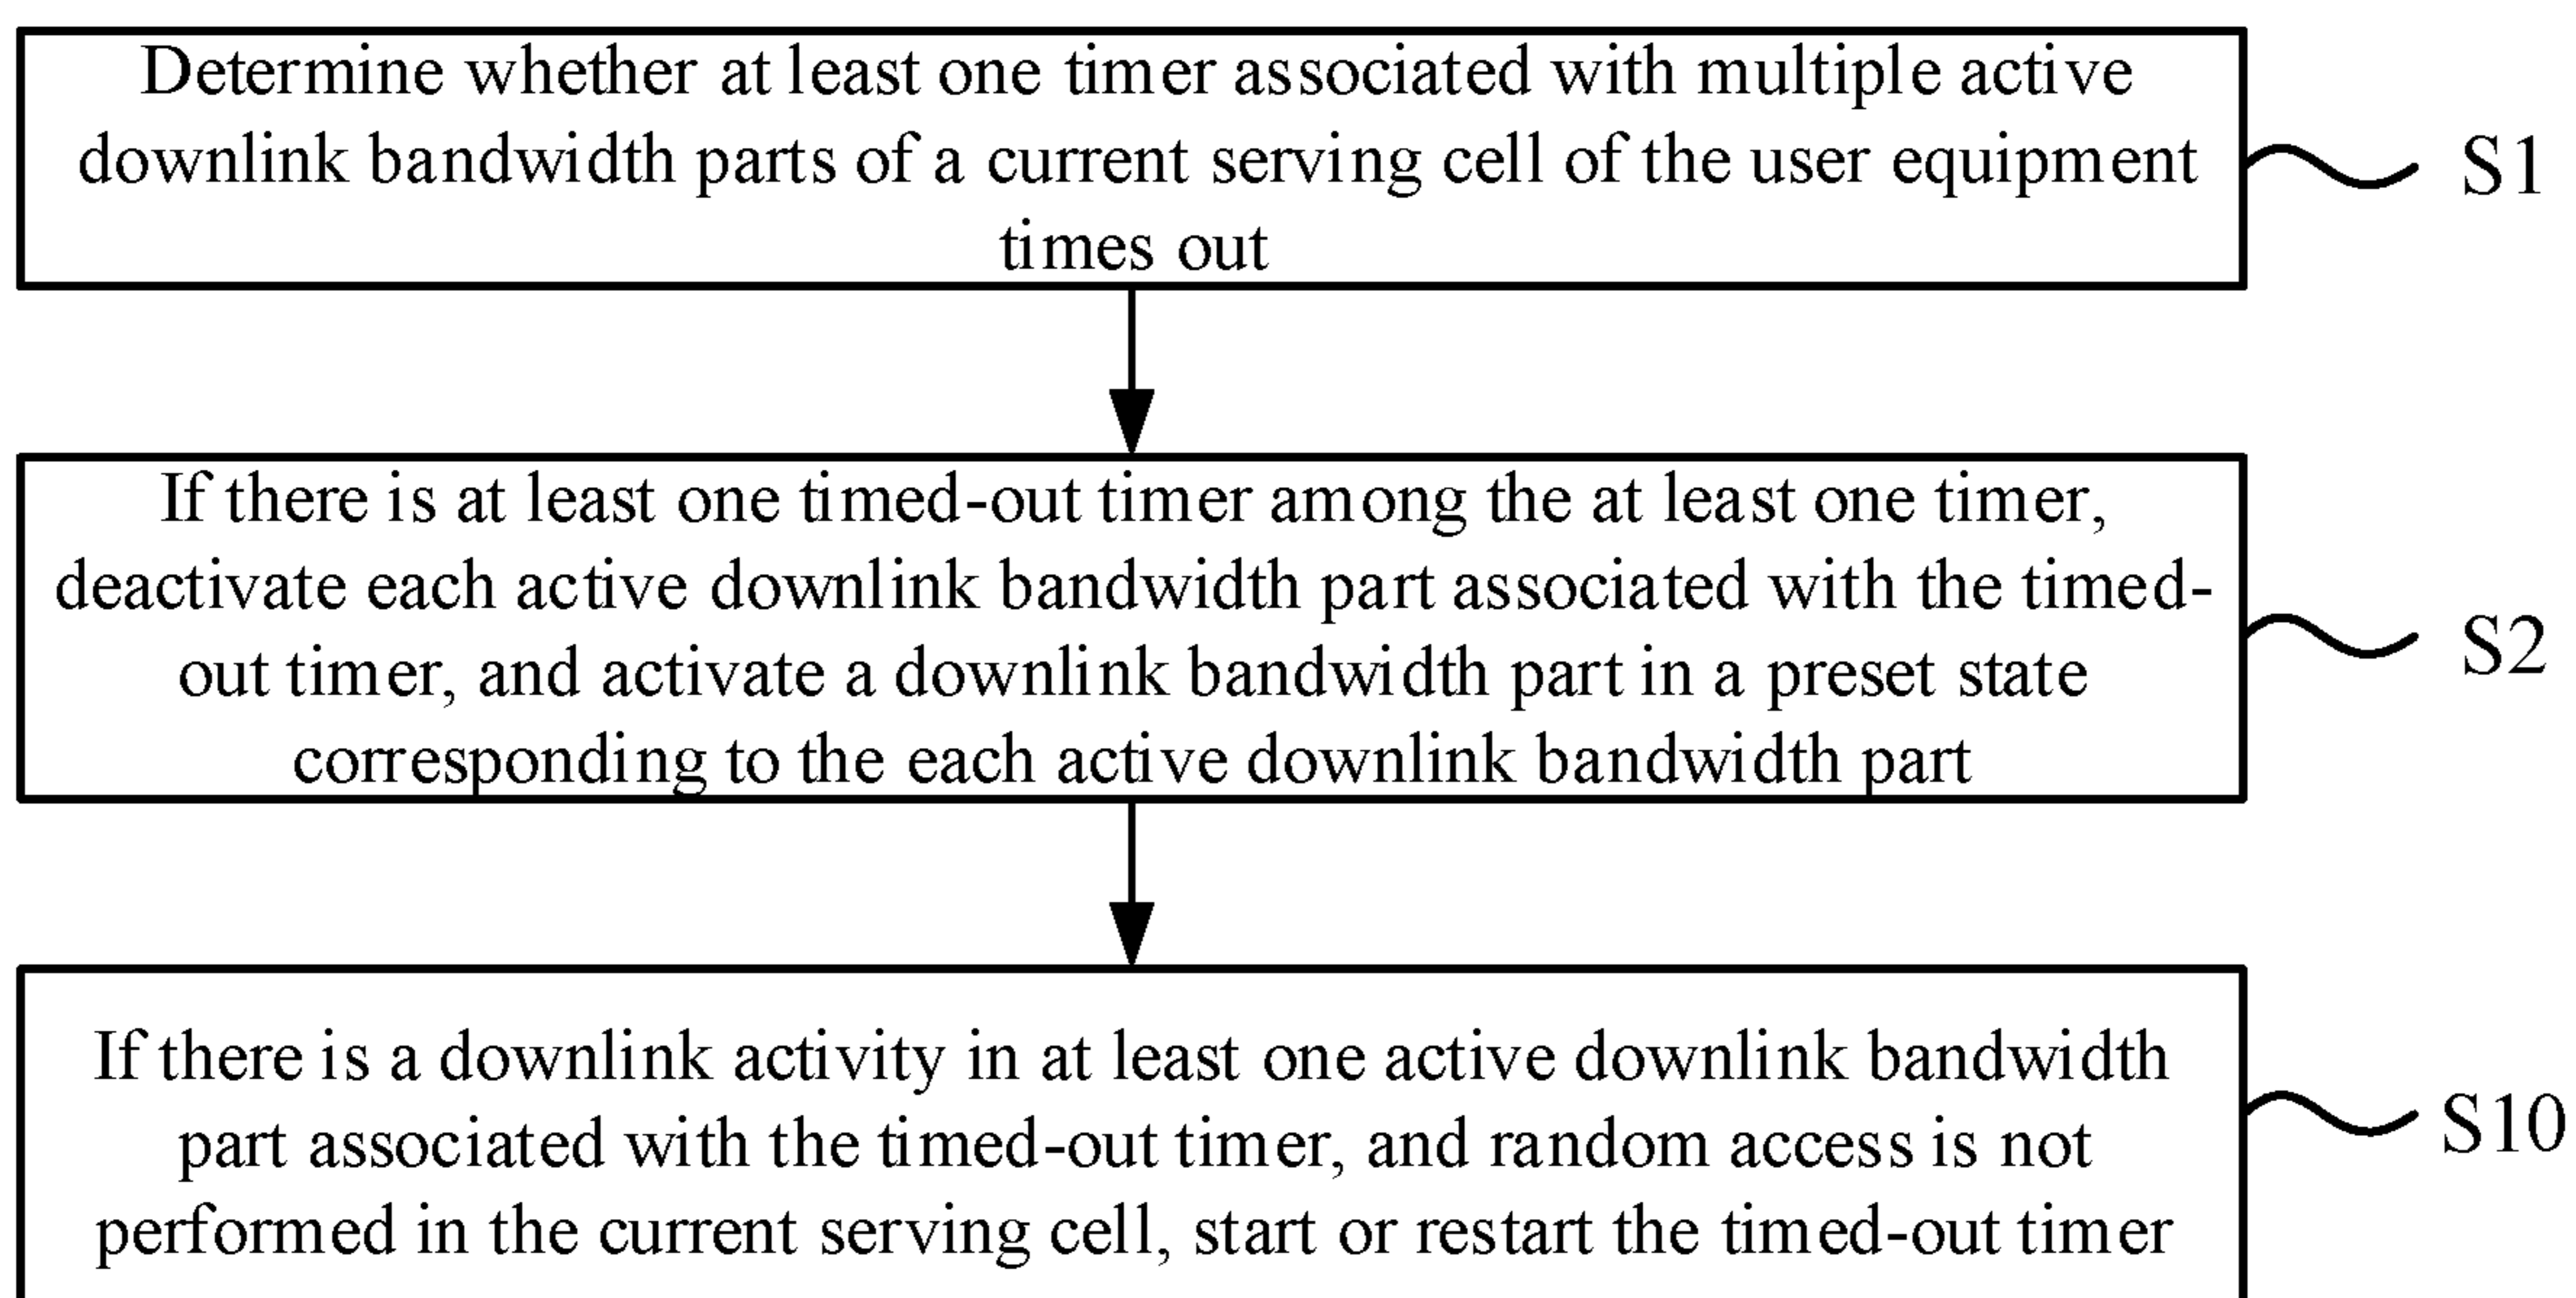 Determine whether at least one timer associated with multiple active
downlink bandwidth parts of a current serving cell of the user equipment
times out
S1
If there is at least one timed-out timer among the at least one timer,
deactivate each active downlink bandwidth part associated with the timed-
out timer, and activate a downlink bandwidth part in a preset state
corresponding to the each active downlink bandwidth part
S2
If there is a downlink activity in at least one active downlink bandwidth
part associated with the timed-out timer, and random access is not
performed in the current serving cell, start or restart the timed-out timer
S10